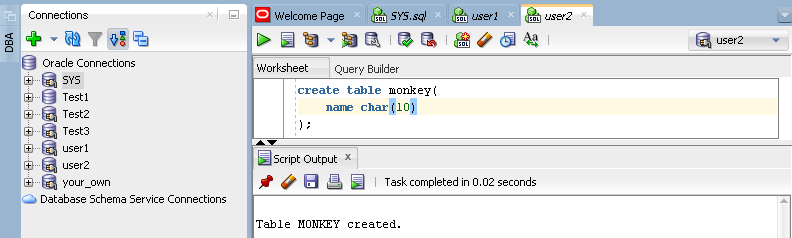 DBA
Connections
Oracle Connections
SYS
Test1
Test2
Test3
user1
user2
your_own
Database Schema Service Connections
Welcome Page
SYS.sql
user1
user2
Aa
user2
Worksheet
Query Builder
create table monkey(
name char(10)
);
Script Output
Task completed in 0.02 seconds
Table MONKEY created.